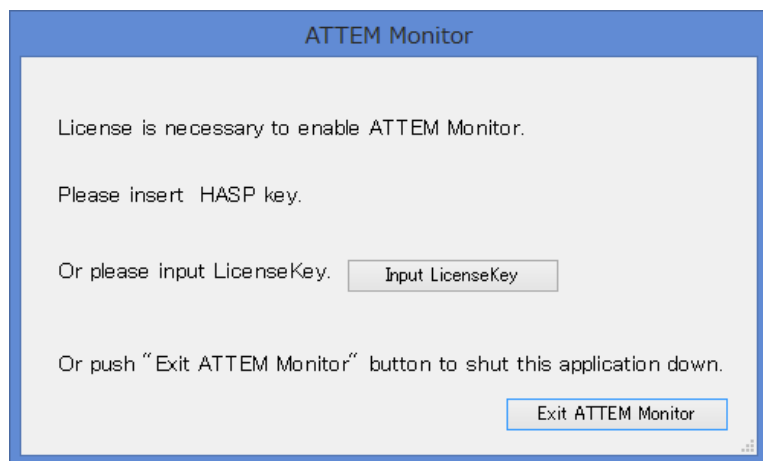 ATTEM Monitor
License is necessary to enable ATTEM Monitor.
Please insert HASP key.
Or please input LicenseKey. Input LicenseKey
Or push "Exit ATTEM Monitor" button to shut this application down.
Exit ATTEM Monitor